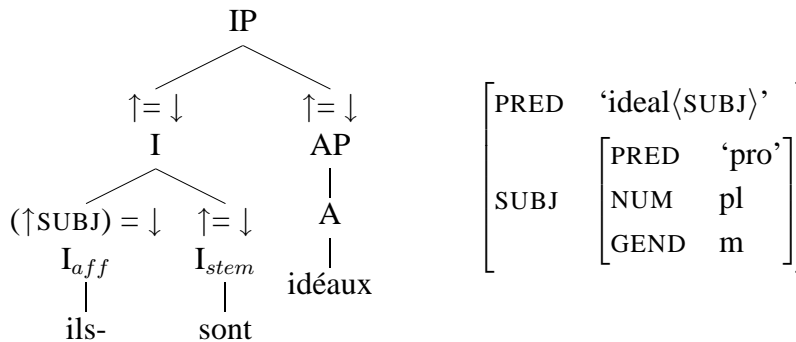 IP
↑= ↓ ↑= ↓
I AP
(↑SUBJ) = ↓ ↑= ↓ A
I_aff I_stem idéaux
ils- sont
PRED ‘ideal⟨SUBJ⟩’
SUBJ PRED ‘pro’
NUM pl
GEND m